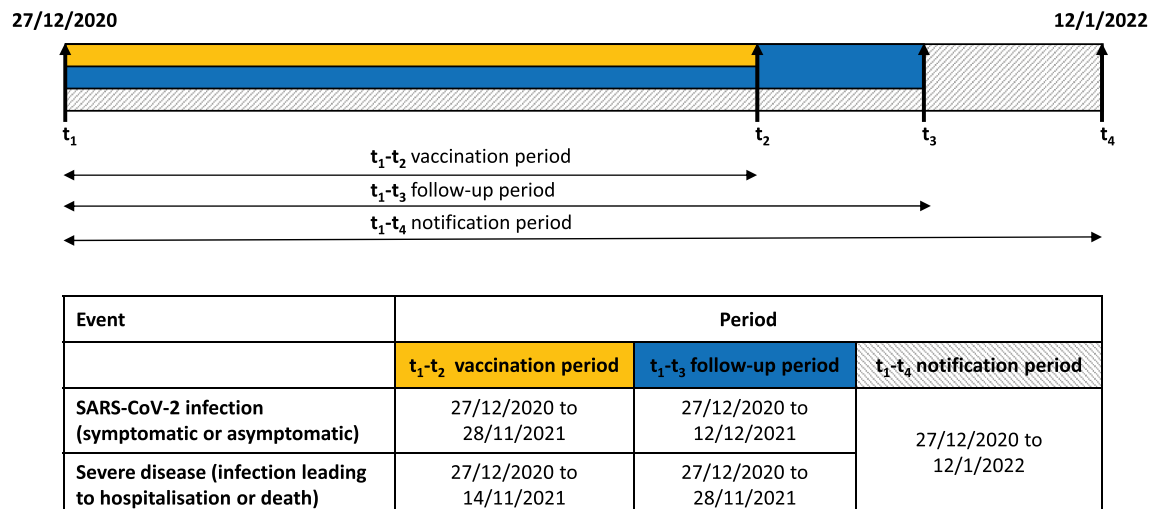 27/12/2020
12/1/2022
t1
t2
t3
t4
t1-t2 vaccination period
t1-t3 follow-up period
t1-t4 notification period
Event
Period
t1-t2 vaccination period
t1-t3 follow-up period
t1-t4 notification period
SARS-CoV-2 infection
(symptomatic or asymptomatic)
27/12/2020 to
28/11/2021
27/12/2020 to
12/12/2021
27/12/2020 to
12/1/2022
Severe disease (infection leading
to hospitalisation or death)
27/12/2020 to
14/11/2021
27/12/2020 to
28/11/2021